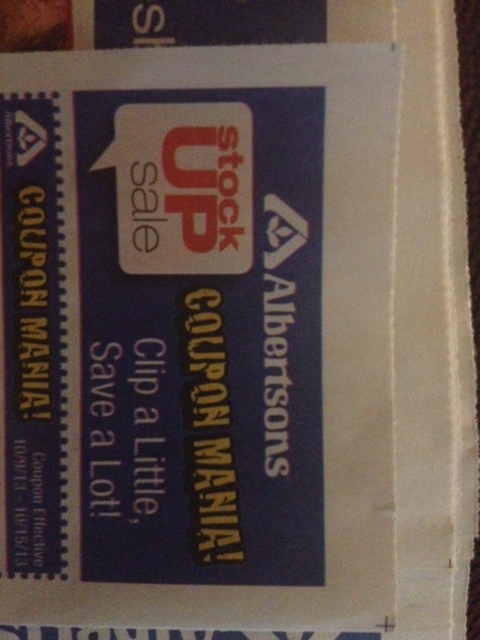 Albertsons
stock
UP
sale
COUPON MANIA!
Clip a Little,
Save a Lot!
Albertsons
COUPON MANIA!
Coupon Effective
10/9/13 - 10/15/13